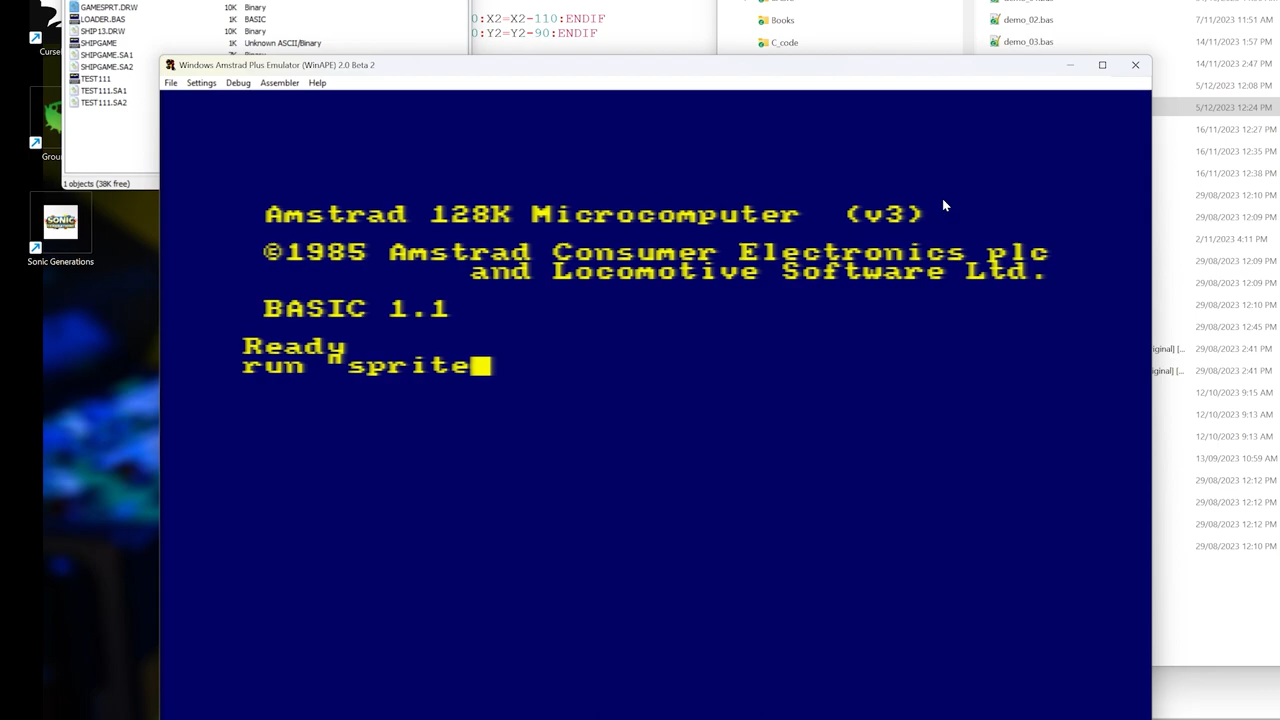 GAMESPRT.DRW 10K Binary
LOADER.BAS 1K BASIC
SHIP13.DRW 10K Binary
SHIPGAME 1K Unknown ASCII/Binary
SHIPGAME.SA1
SHIPGAME.SA2
TEST111
TEST111.SA1
TEST111.SA2
1 objects (38K free)
0:X2=X2-110:ENDIF
0:Y2=Y2-90:ENDIF
Books
C_code
demo_02.bas
demo_03.bas
7/11/2023 11:51 AM
14/11/2023 1:57 PM
14/11/2023 2:47 PM
5/12/2023 12:08 PM
5/12/2023 12:24 PM
16/11/2023 12:27 PM
16/11/2023 12:35 PM
16/11/2023 12:38 PM
29/08/2023 12:10 PM
29/08/2023 12:09 PM
2/11/2023 4:11 PM
29/08/2023 12:09 PM
29/08/2023 12:09 PM
29/08/2023 12:10 PM
29/08/2023 12:45 PM
iginal] [... 29/08/2023 2:41 PM
iginal] [... 29/08/2023 2:41 PM
12/10/2023 9:15 AM
12/10/2023 9:13 AM
12/10/2023 9:13 AM
13/09/2023 10:59 AM
29/08/2023 12:12 PM
29/08/2023 12:12 PM
29/08/2023 12:12 PM
29/08/2023 12:10 PM
Curse
Grou
Sonic Generations
Windows Amstrad Plus Emulator (WinAPE) 2.0 Beta 2
File Settings Debug Assembler Help
Amstrad 128K Microcomputer (v3)
©1985 Amstrad Consumer Electronics plc
and Locomotive Software Ltd.
BASIC 1.1
Ready
run "sprite